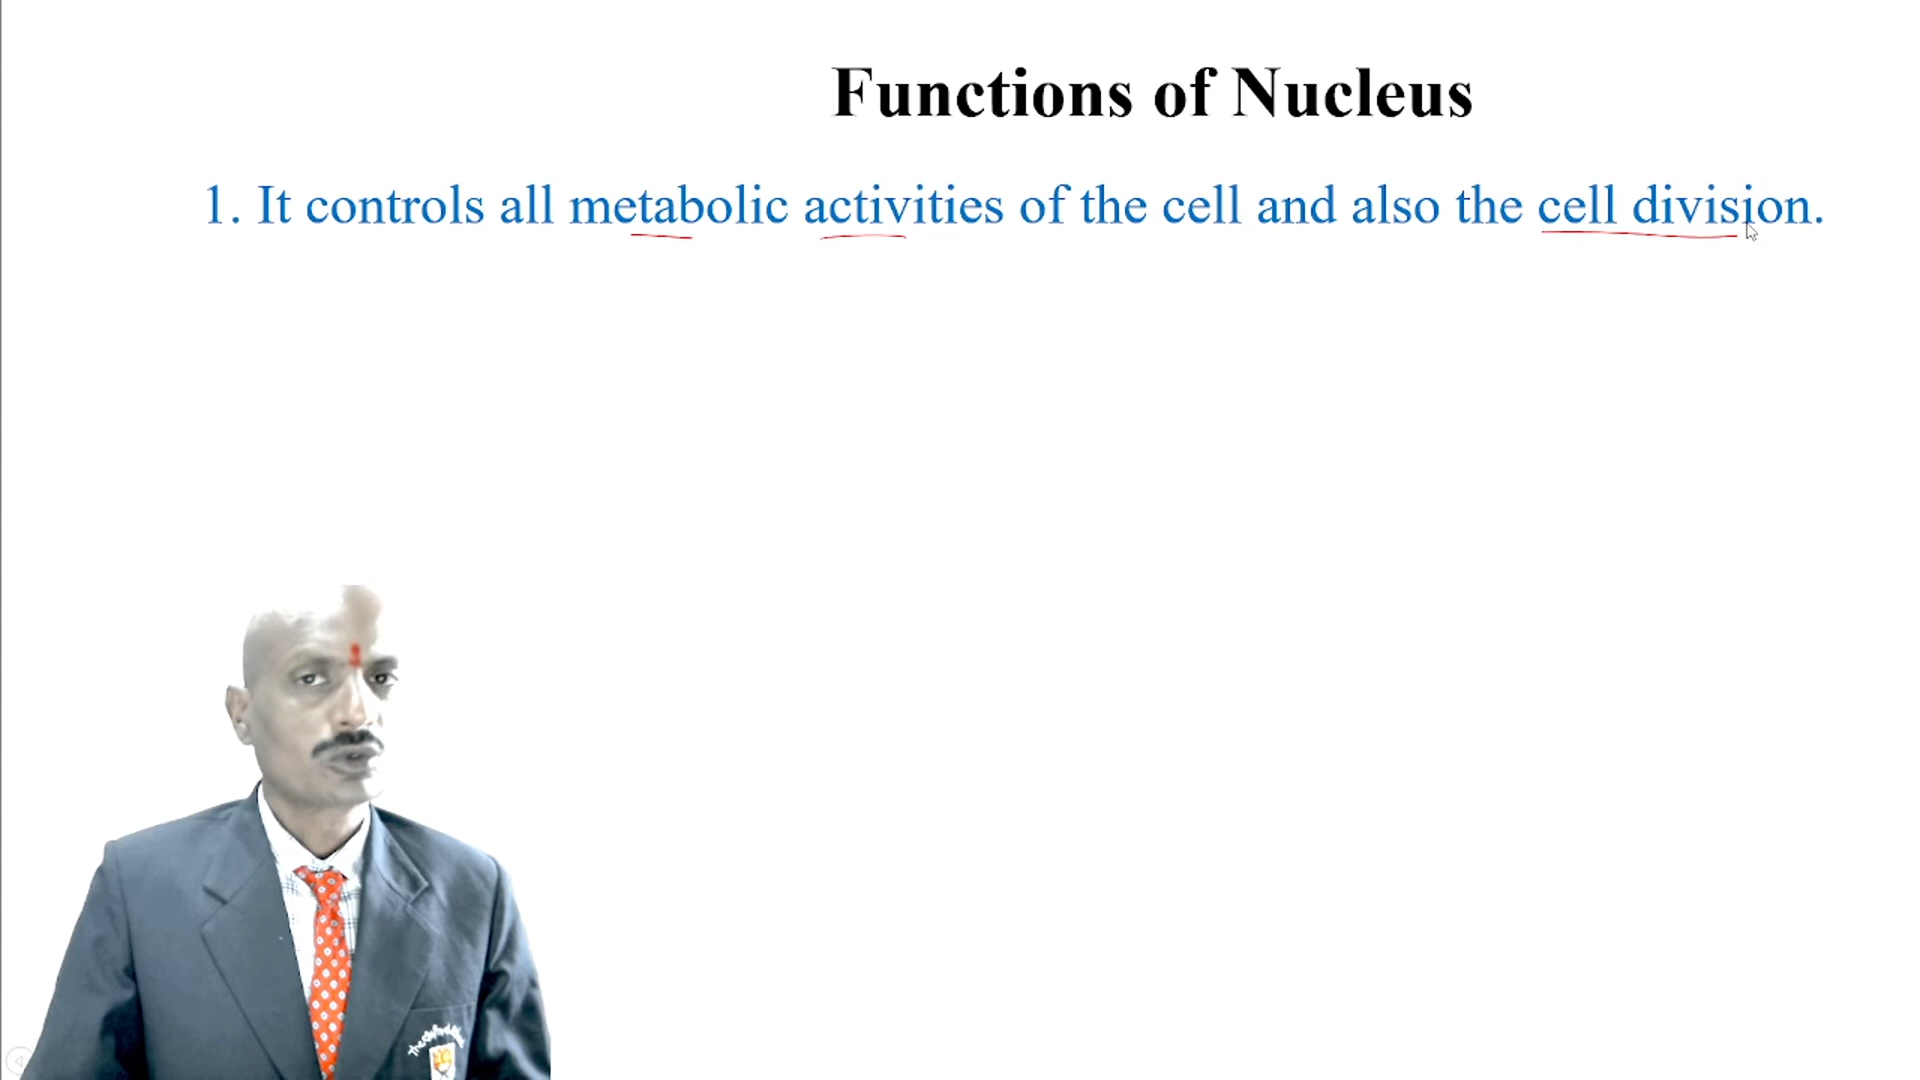 Functions of Nucleus
1. It controls all metabolic activities of the cell and also the cell division.